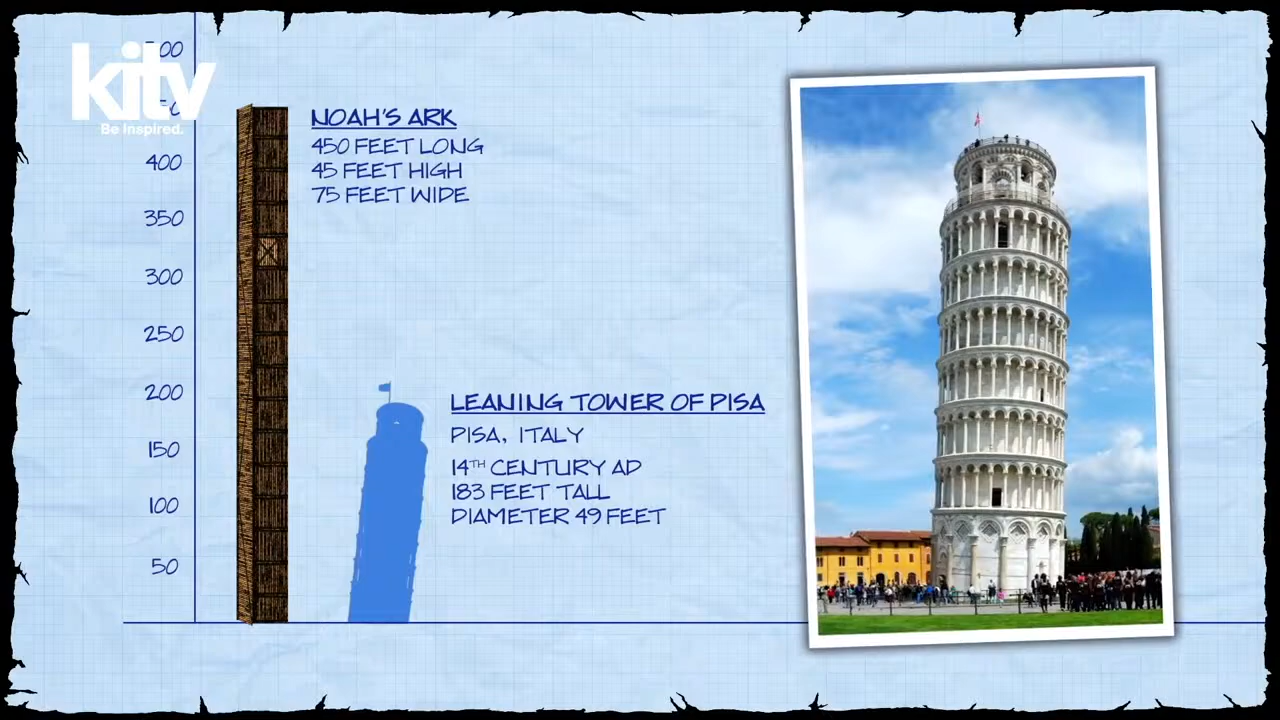 kitv
Be Inspired.
400
350
300
250
200
150
100
50
NOAH'S ARK
450 FEET LONG
45 FEET HIGH
75 FEET WIDE
LEANING TOWER OF PISA
PISA, ITALY
14TH CENTURY AD
183 FEET TALL
DIAMETER 49 FEET